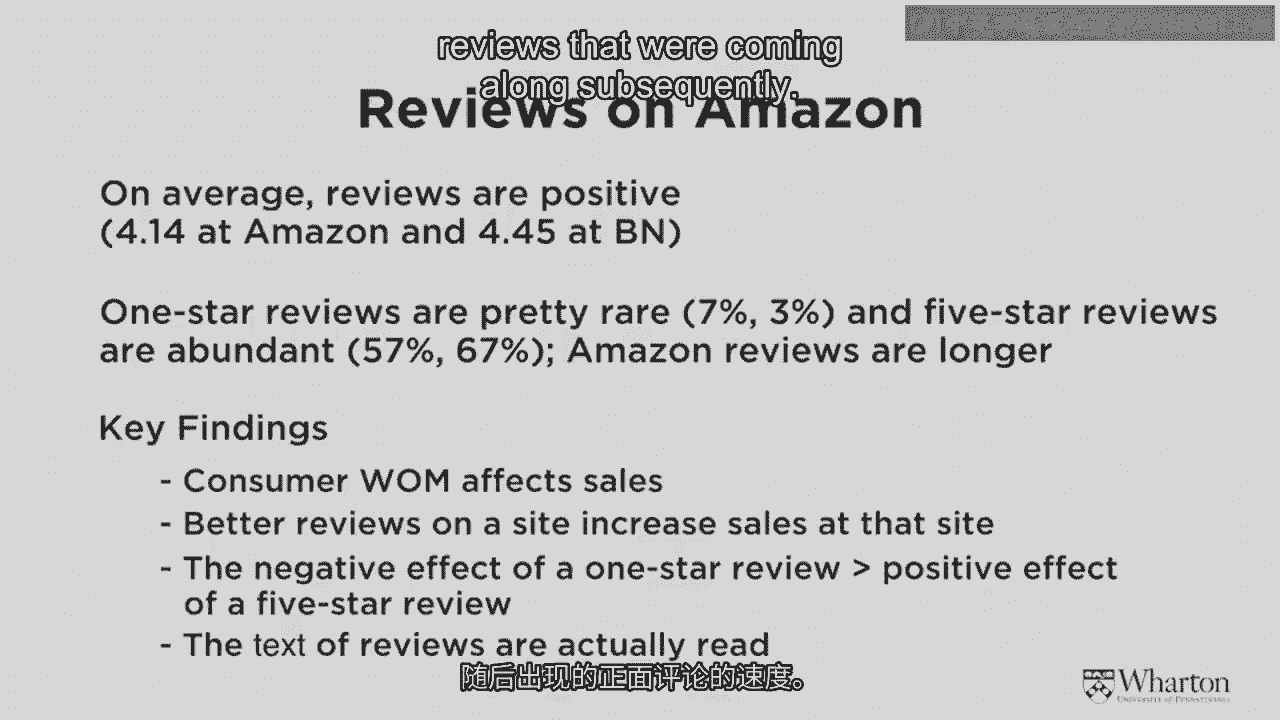 reviews that were coming
along subsequently.
Reviews on Amazon
On average, reviews are positive
(4.14 at Amazon and 4.45 at BN)
One-star reviews are pretty rare (7%, 3%) and five-star reviews
are abundant (57%, 67%); Amazon reviews are longer
Key Findings
- Consumer WOM affects sales
- Better reviews on a site increase sales at that site
- The negative effect of a one-star review > positive effect
of a five-star review
- The text of reviews are actually read
随后出现的正面评论的速度。
Wharton
UNIVERSITY of PENNSYLVANIA